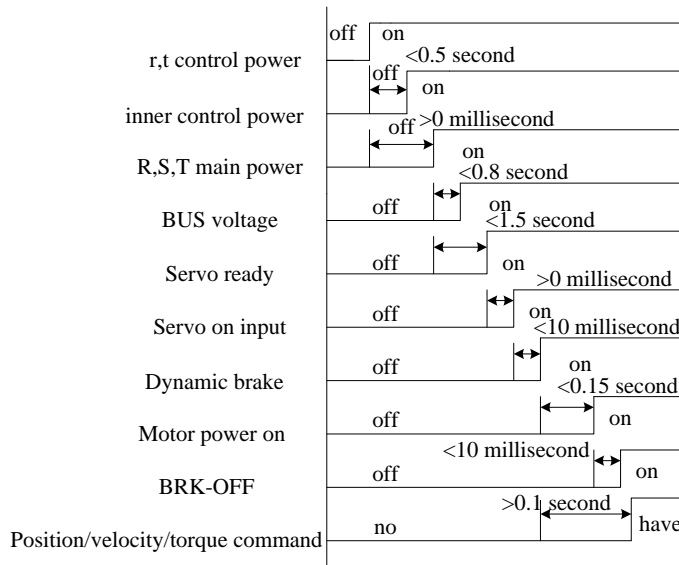 off on
<0.5 second
r,t control power
off
on
inner control power
off >0 millisecond
R,S,T main power
on
<0.8 second
BUS voltage
off
on
<1.5 second
Servo ready
off
on
>0 millisecond
Servo on input
off
on
<10 millisecond
Dynamic brake
off
on
<0.15 second
Motor power on
off
on
<10 millisecond
BRK-OFF
off
on
>0.1 second
Position/velocity/torque command
no
have